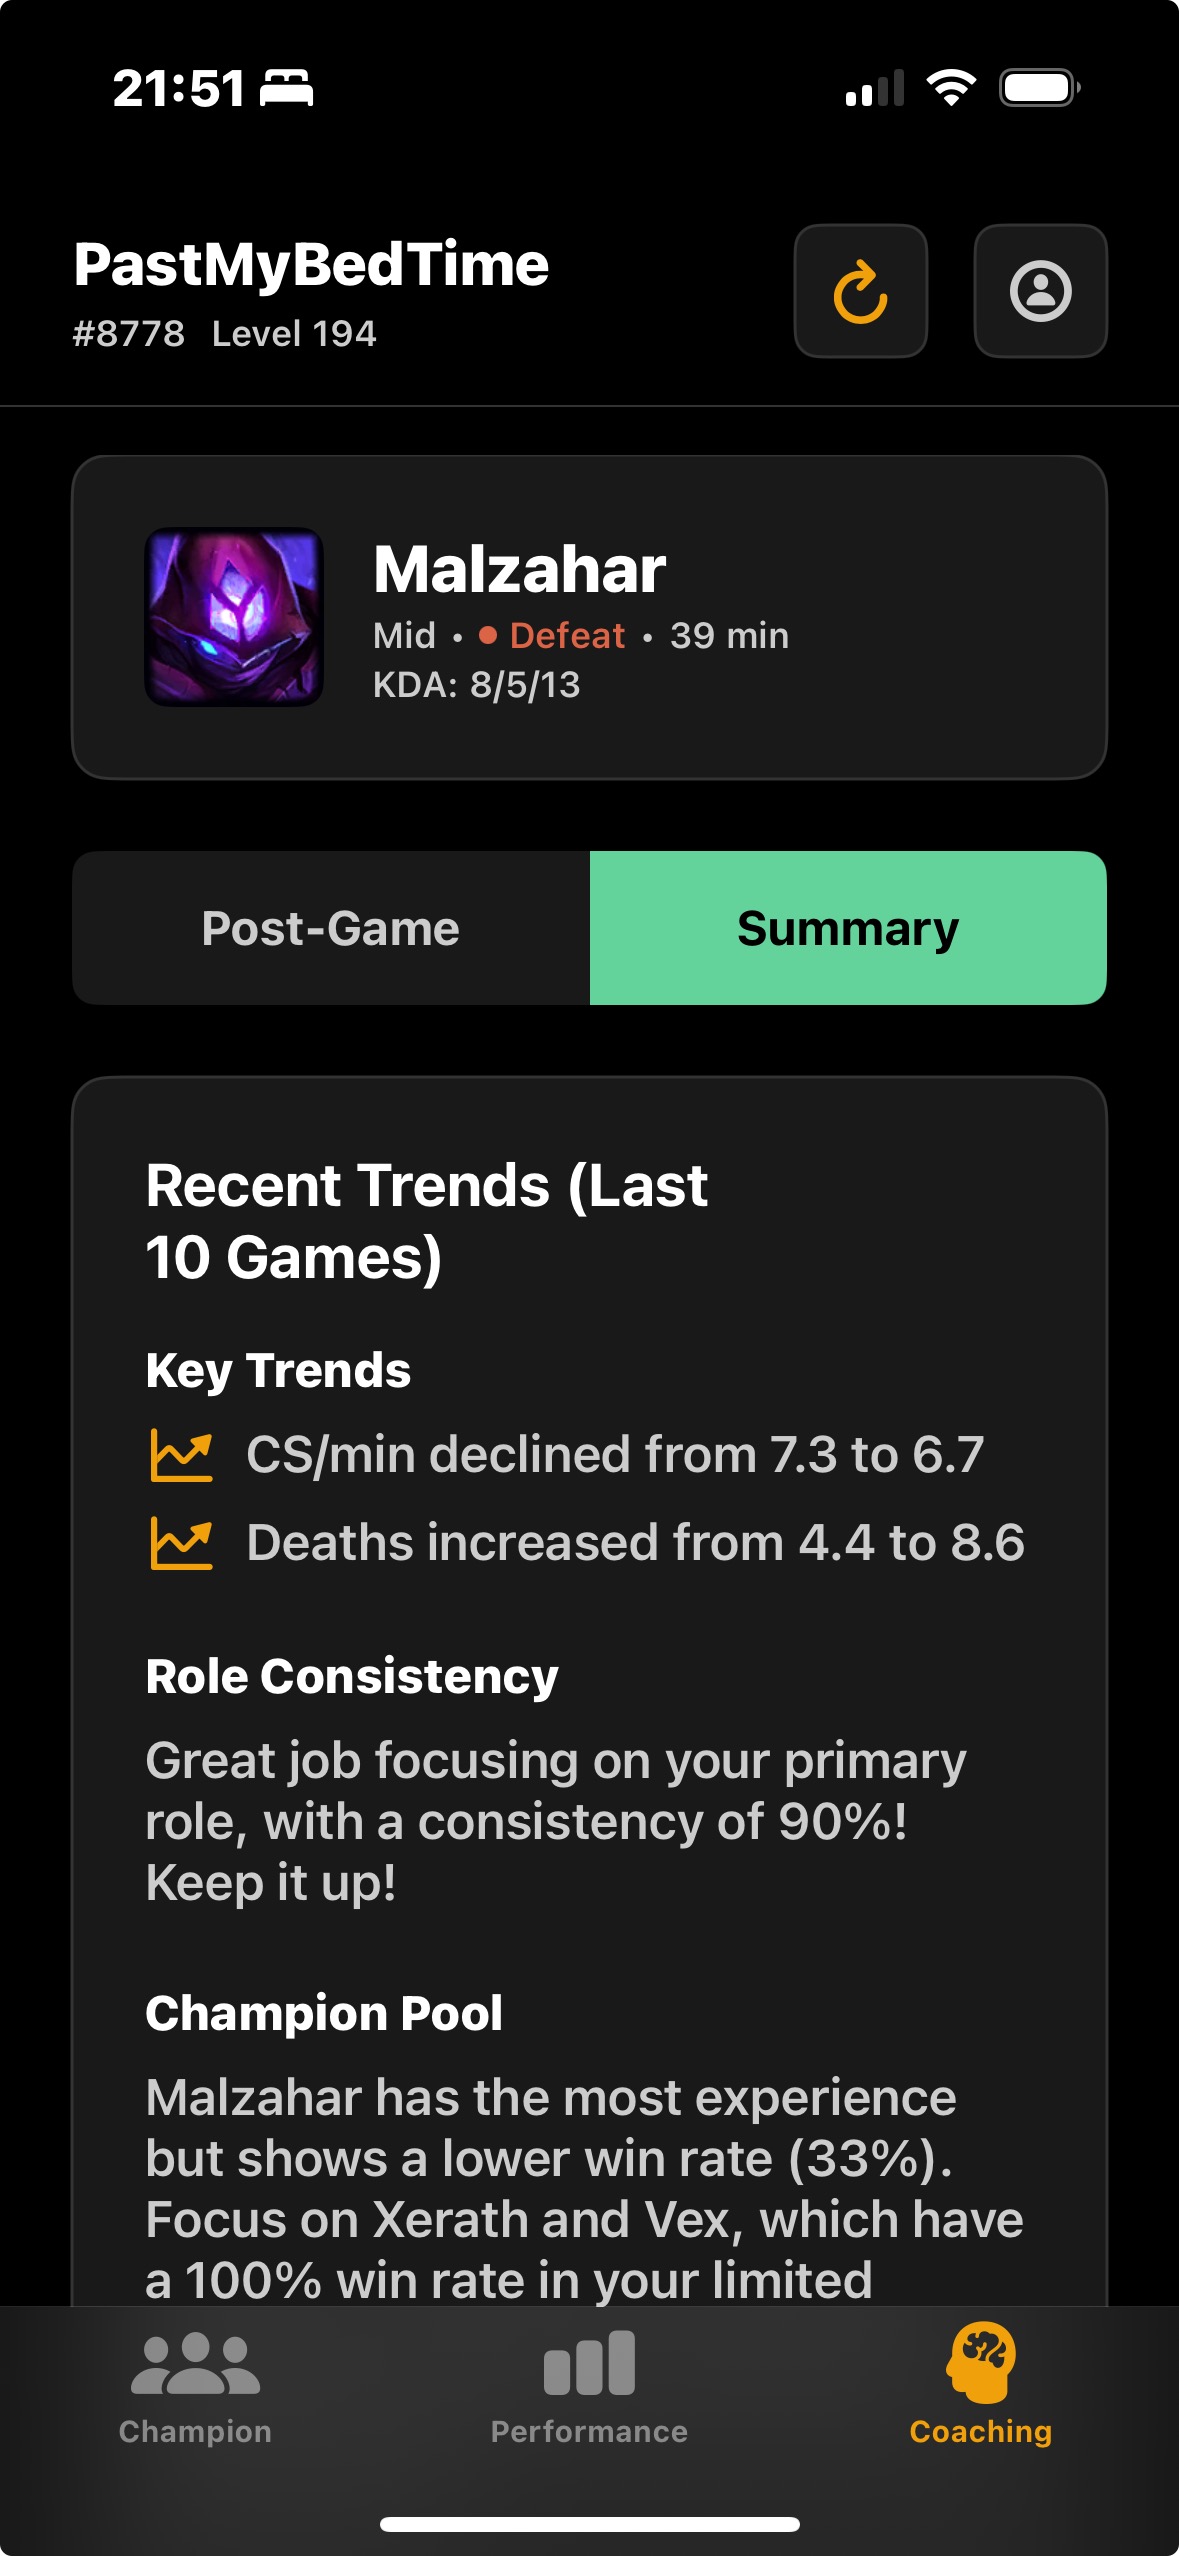 21:51
PastMyBedTime
#8778 Level 194
Malzahar
Mid • Defeat • 39 min
KDA: 8/5/13
Post-Game
Summary
Recent Trends (Last
10 Games)
Key Trends
CS/min declined from 7.3 to 6.7
Deaths increased from 4.4 to 8.6
Role Consistency
Great job focusing on your primary
role, with a consistency of 90%!
Keep it up!
Champion Pool
Malzahar has the most experience
but shows a lower win rate (33%).
Focus on Xerath and Vex, which have
a 100% win rate in your limited
Champion
Performance
Coaching